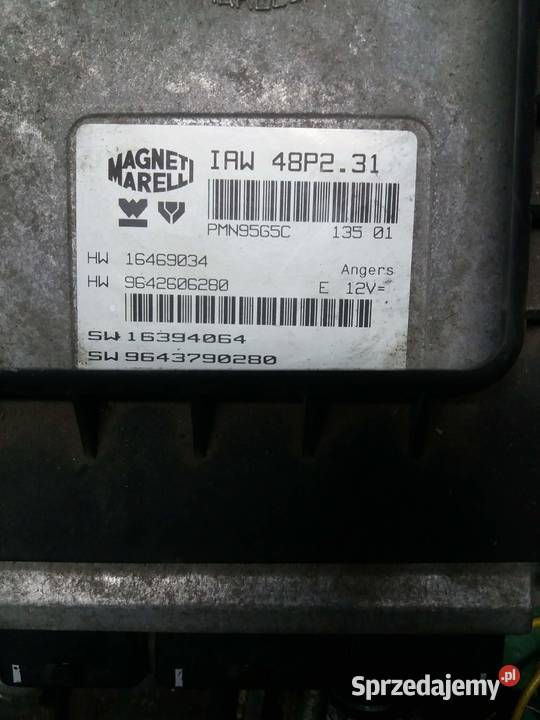 MAGNETI
MARELLI
IAW 48P2.31
PMN95G5C 135 01
HW 16469034
Angers
HW 9642606280 E 12V=
SW 16394064
SW 9643790280
Sprzedajemy.pl